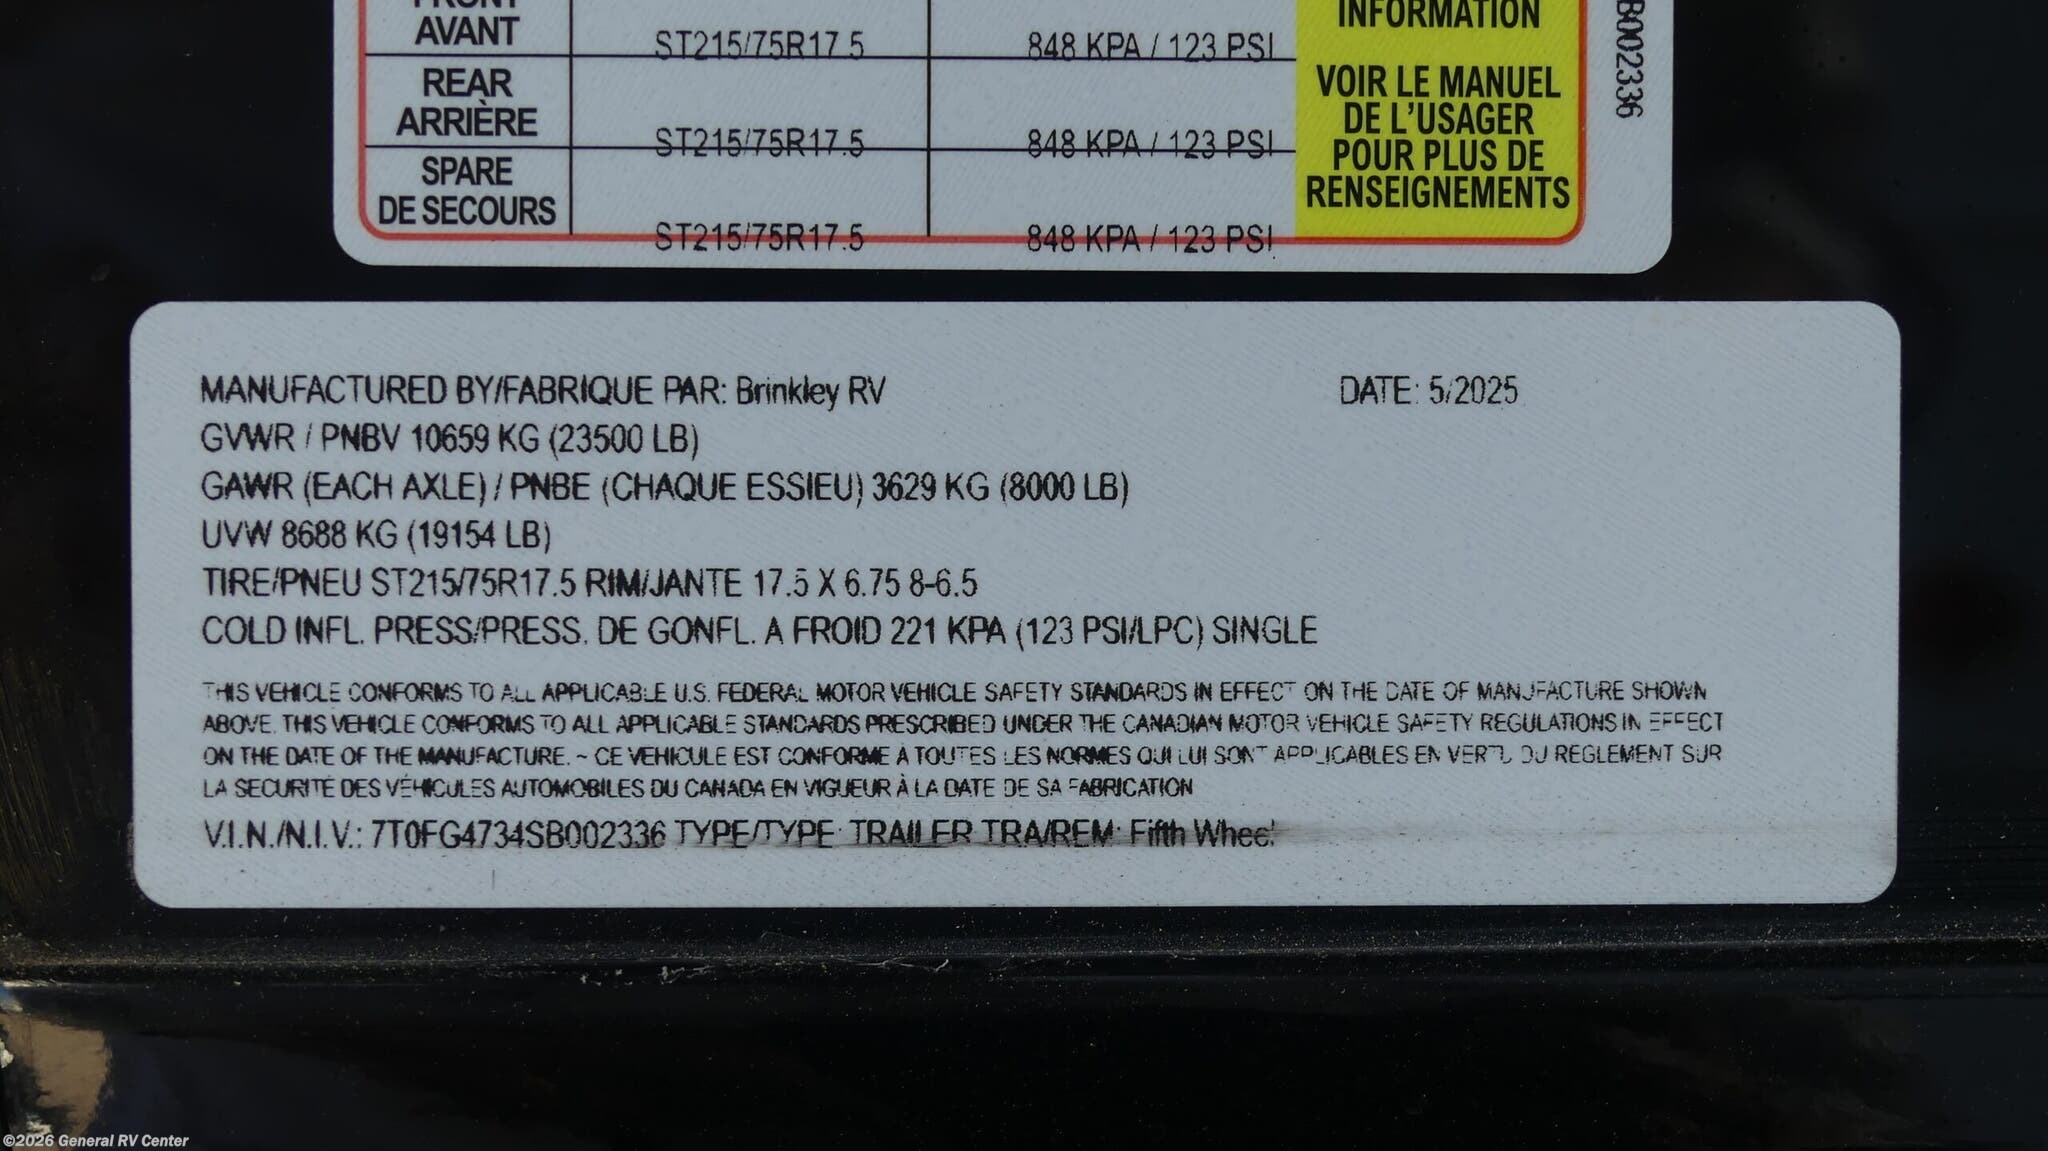 FRONT
AVANT
ST215/75R17.5
848 KPA / 123 PSI
REAR
ARRIÈRE
ST215/75R17.5
848 KPA / 123 PSI
SPARE
DE SECOURS
ST215/75R17.5
848 KPA / 123 PSI
INFORMATION
VOIR LE MANUEL
DE L'USAGER
POUR PLUS DE
RENSEIGNEMENTS
B002336
MANUFACTURED BY/FABRIQUE PAR: Brinkley RV
DATE: 5/2025
GVWR / PNBV 10659 KG (23500 LB)
GAWR (EACH AXLE) / PNBE (CHAQUE ESSIEU) 3629 KG (8000 LB)
UVW 8688 KG (19154 LB)
TIRE/PNEU ST215/75R17.5 RIM/JANTE 17.5 X 6.75 8-6.5
COLD INFL. PRESS/PRESS. DE GONFL. A FROID 221 KPA (123 PSI/LPC) SINGLE
THIS VEHICLE CONFORMS TO ALL APPLICABLE U.S. FEDERAL MOTOR VEHICLE SAFETY STANDARDS IN EFFECT ON THE DATE OF MANUFACTURE SHOWN
ABOVE. THIS VEHICLE CONFORMS TO ALL APPLICABLE STANDARDS PRESCRIBED UNDER THE CANADIAN MOTOR VEHICLE SAFETY REGULATIONS IN EFFECT
ON THE DATE OF THE MANUFACTURE. ~ CE VEHICULE EST CONFORME À TOUTES LES NORMES QUI LUI SONT APPLICABLES EN VERTU DU REGLEMENT SUR
LA SECURITE DES VÉHICULES AUTOMOBILES DU CANADA EN VIGUEUR À LA DATE DE SA FABRICATION
V.I.N./N.I.V.: 7T0FG4734SB002336 TYPE/TYPE: TRAILER TRA/REM: Fifth Wheel
©2026 General RV Center